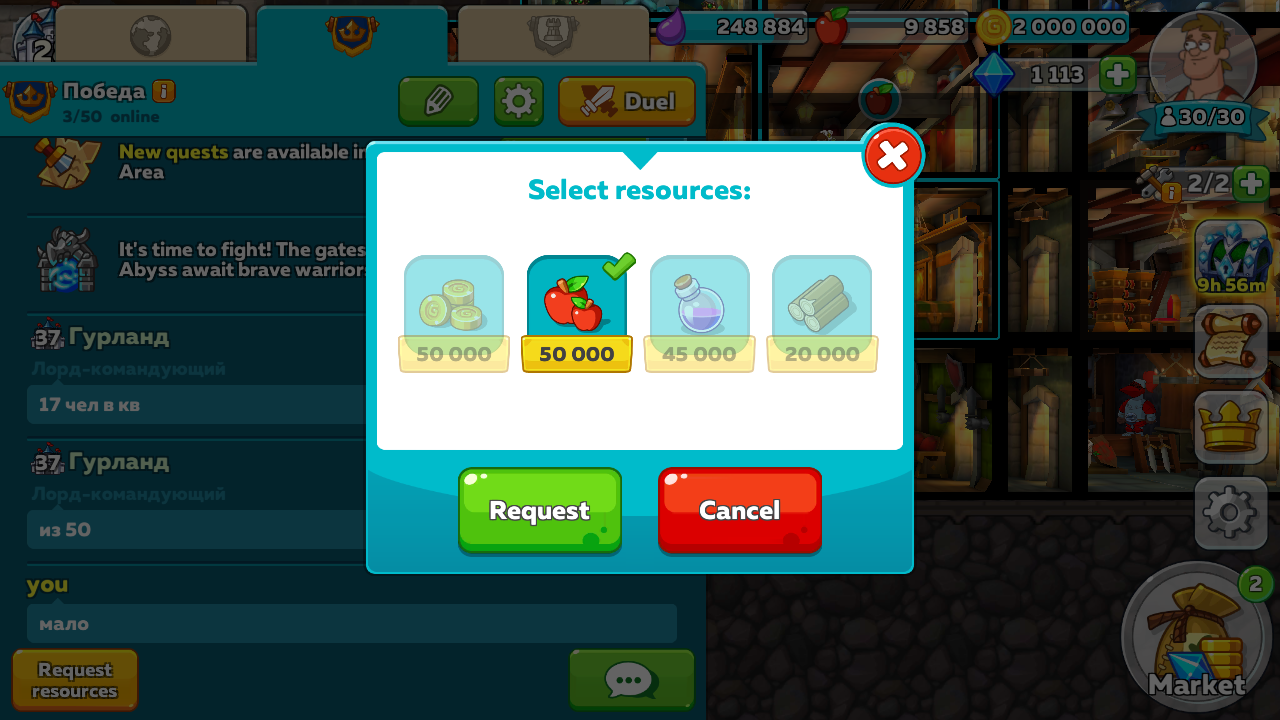 2
248 884
9 858
G
2 000 000
1 113
Победа i
3/50 online
Duel
30/30
i
2/2
New quests are available in
Area
It's time to fight! The gates
Abyss await brave warriors
9h 56m
37 Гурланд
Лорд-командующий
17 чел в кв
37 Гурланд
Лорд-командующий
из 50
you
мало
Request
resources
Select resources:
50 000
50 000
45 000
20 000
Request
Cancel
2
Market